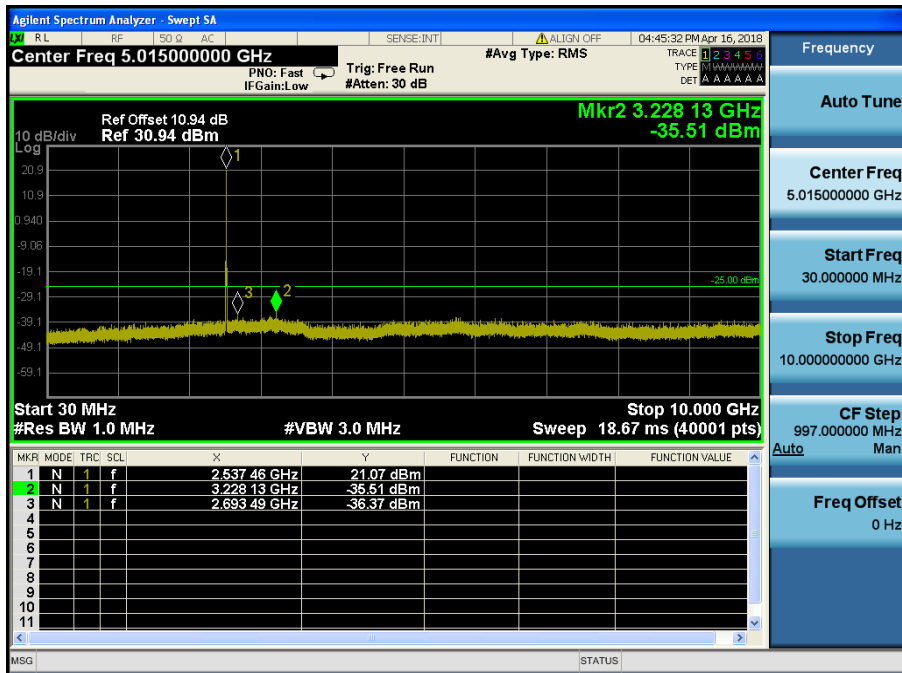 Agilent Spectrum Analyzer - Swept SA
LXI RL RF 50 Ω AC SENSE:INT ALIGN OFF 04:45:32 PM Apr 16, 2018
Center Freq 5.015000000 GHz
PNO: Fast
IFGain:Low
Trig: Free Run
#Atten: 30 dB
#Avg Type: RMS
TRACE 1 2 3 4 5 6
TYPE M W W W W W
DET A A A A A A
Ref Offset 10.94 dB
10 dB/div Ref 30.94 dBm
Log
Mkr2 3.228 13 GHz
-35.51 dBm
20.9
10.9
0.940
-9.06
-19.1
-29.1
-39.1
-49.1
-59.1
1
3
2
-25.00 dBm
Start 30 MHz Stop 10.000 GHz
#Res BW 1.0 MHz #VBW 3.0 MHz Sweep 18.67 ms (40001 pts)
MKR MODE TRC SCL X Y FUNCTION FUNCTION WIDTH FUNCTION VALUE
1 N 1 f 2.537 46 GHz 21.07 dBm
2 N 1 f 3.228 13 GHz -35.51 dBm
3 N 1 f 2.693 49 GHz -36.37 dBm
4
5
6
7
8
9
10
11
MSG STATUS
Frequency
Auto Tune
Center Freq
5.015000000 GHz
Start Freq
30.000000 MHz
Stop Freq
10.000000000 GHz
CF Step
997.000000 MHz
Auto Man
Freq Offset
0 Hz